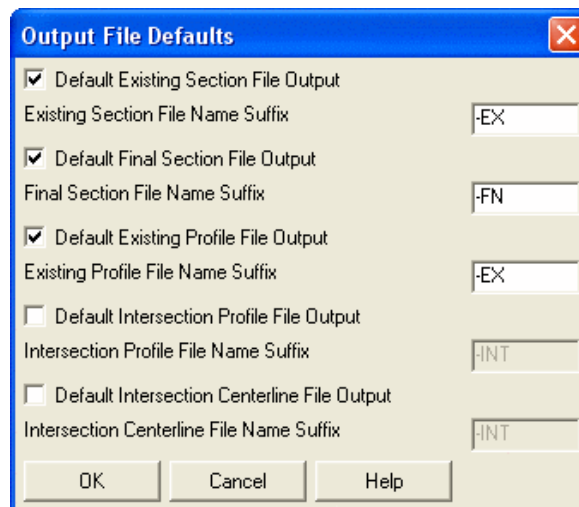 Output File Defaults
Default Existing Section File Output
Existing Section File Name Suffix -EX
Default Final Section File Output
Final Section File Name Suffix -FN
Default Existing Profile File Output
Existing Profile File Name Suffix -EX
Default Intersection Profile File Output
Intersection Profile File Name Suffix -INT
Default Intersection Centerline File Output
Intersection Centerline File Name Suffix -INT
OK Cancel Help